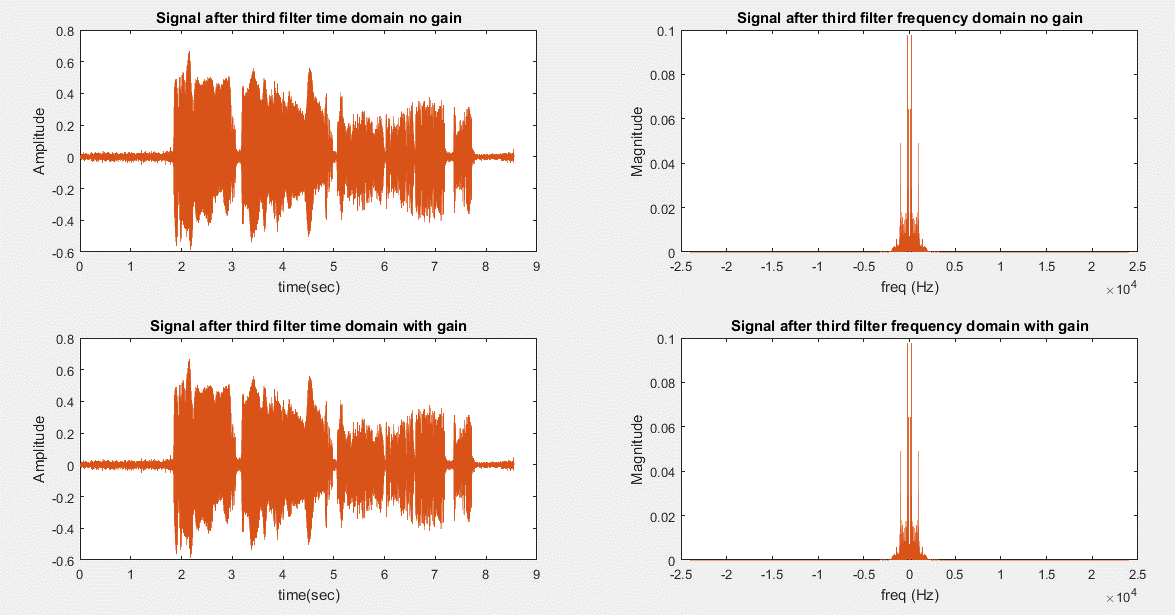 Signal after third filter time domain no gain
0.8
0.6
0.4
0.2
0
-0.2
-0.4
-0.6
Amplitude
0 1 2 3 4 5 6 7 8 9
time(sec)
Signal after third filter frequency domain no gain
0.1
0.08
0.06
0.04
0.02
0
Magnitude
-2.5 -2 -1.5 -1 -0.5 0 0.5 1 1.5 2 2.5
freq (Hz)
×10⁴
Signal after third filter time domain with gain
0.8
0.6
0.4
0.2
0
-0.2
-0.4
-0.6
Amplitude
0 1 2 3 4 5 6 7 8 9
time(sec)
Signal after third filter frequency domain with gain
0.1
0.08
0.06
0.04
0.02
0
Magnitude
-2.5 -2 -1.5 -1 -0.5 0 0.5 1 1.5 2 2.5
freq (Hz)
×10⁴